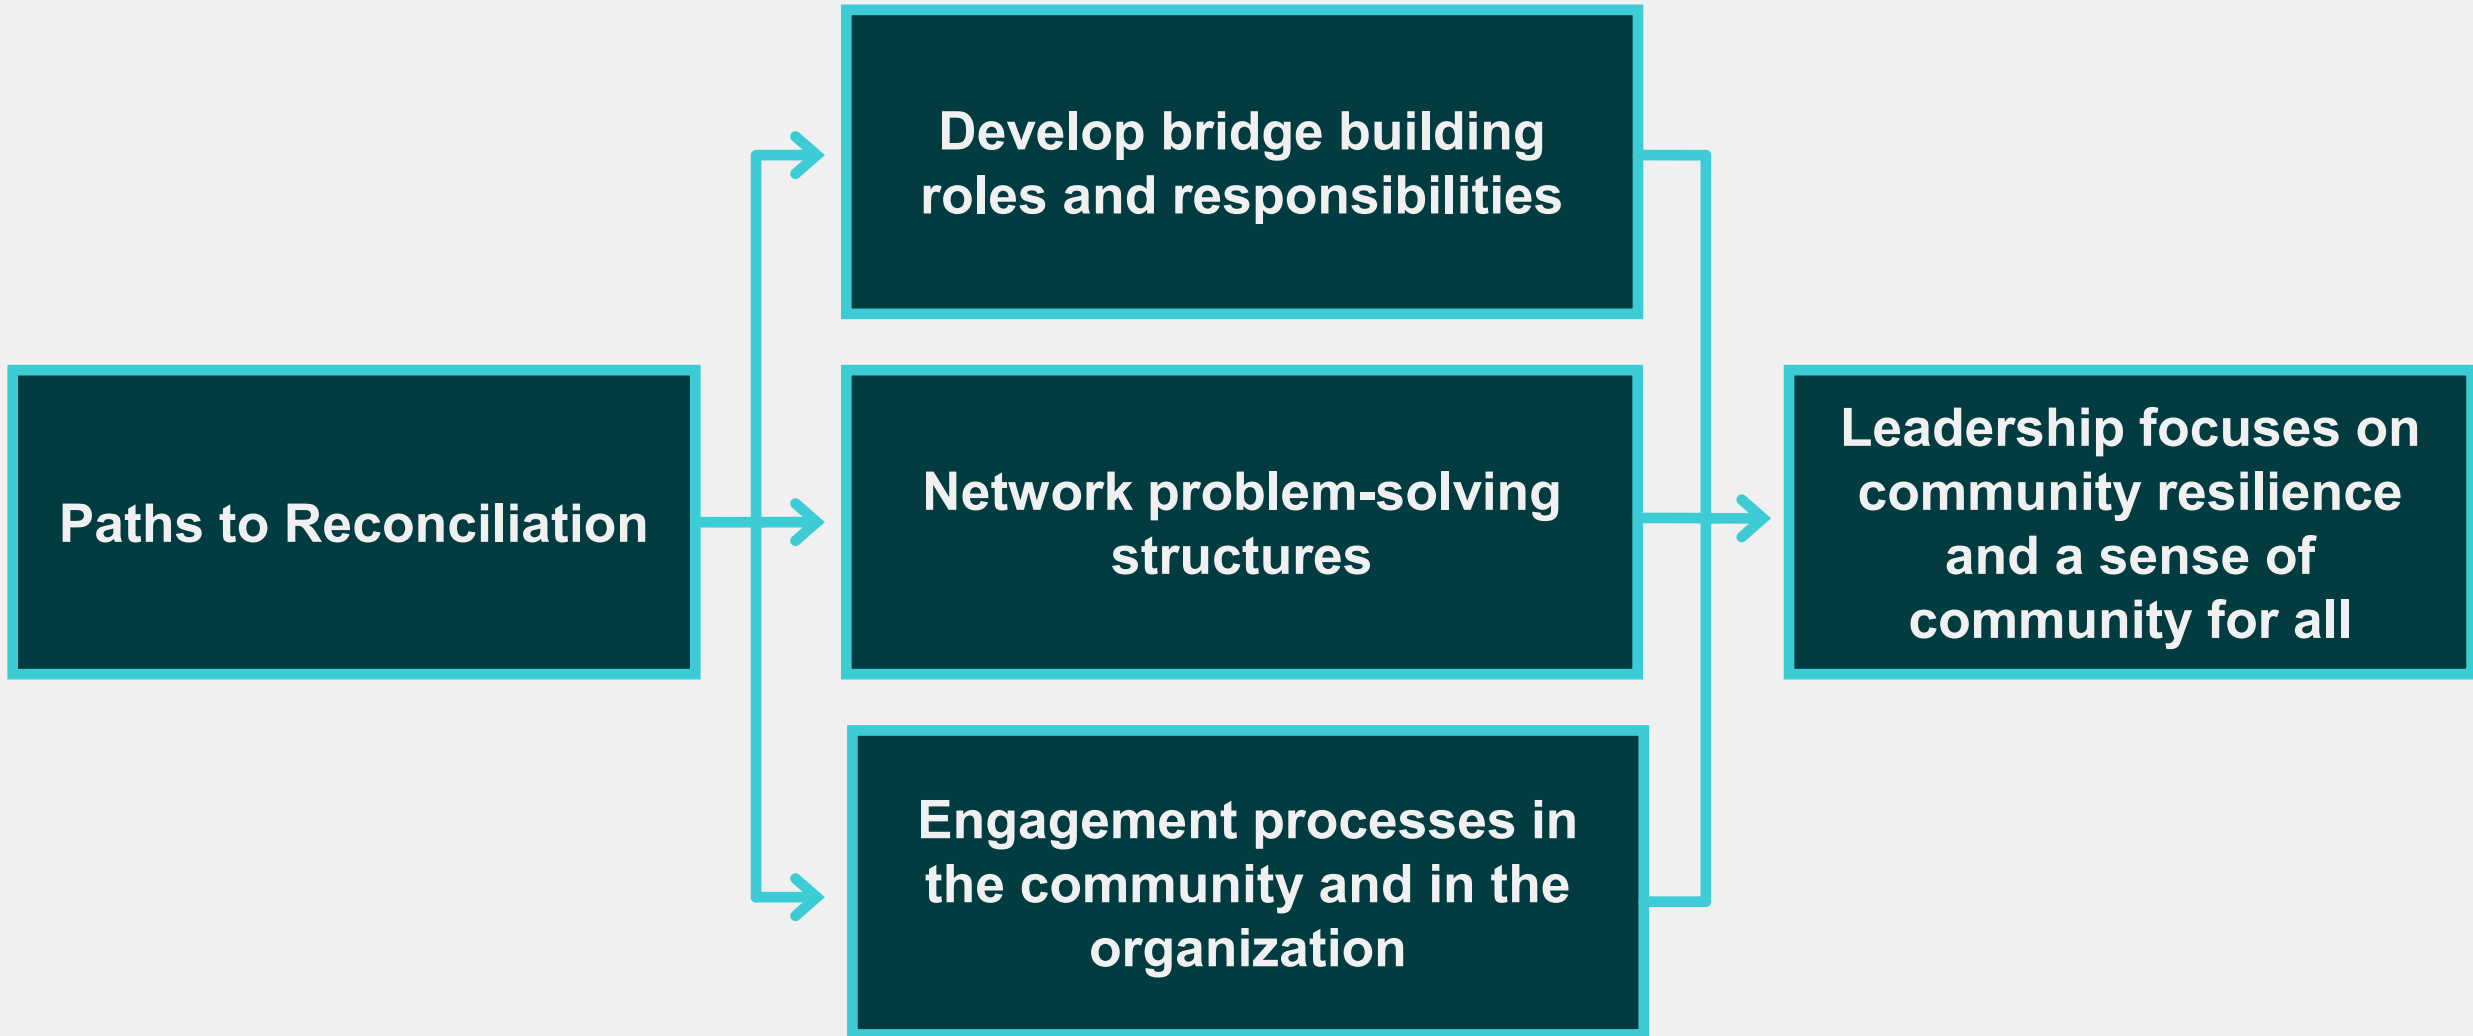 Paths to Reconciliation
Develop bridge building
roles and responsibilities
Network problem-solving
structures
Engagement processes in
the community and in the
organization
Leadership focuses on
community resilience
and a sense of
community for all